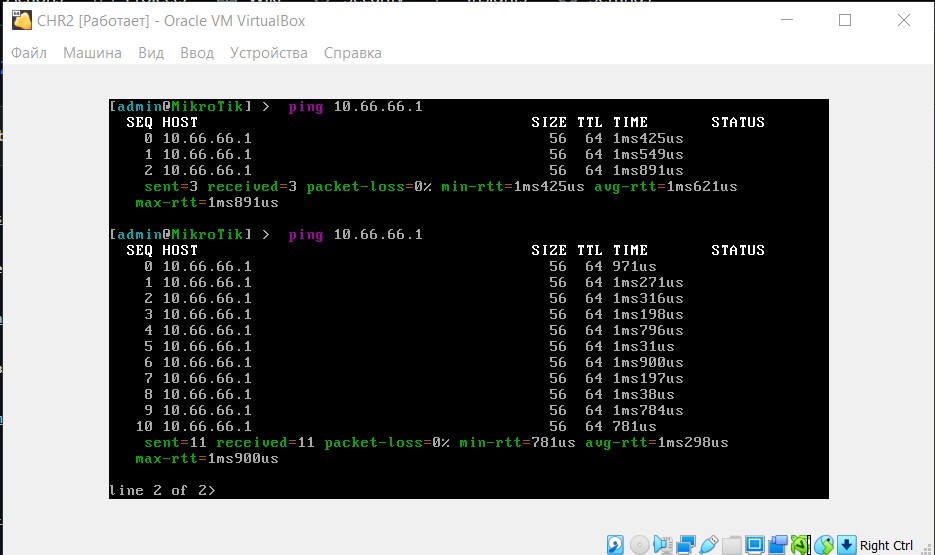 CHR2 [Работает] - Oracle VM VirtualBox
Файл Машина Вид Ввод Устройства Справка
[admin@MikroTik] > ping 10.66.66.1
SEQ HOST SIZE TTL TIME STATUS
0 10.66.66.1 56 64 1ms425us
1 10.66.66.1 56 64 1ms549us
2 10.66.66.1 56 64 1ms891us
sent=3 received=3 packet-loss=0% min-rtt=1ms425us avg-rtt=1ms621us
max-rtt=1ms891us
[admin@MikroTik] > ping 10.66.66.1
SEQ HOST SIZE TTL TIME STATUS
0 10.66.66.1 56 64 971us
1 10.66.66.1 56 64 1ms271us
2 10.66.66.1 56 64 1ms316us
3 10.66.66.1 56 64 1ms198us
4 10.66.66.1 56 64 1ms796us
5 10.66.66.1 56 64 1ms31us
6 10.66.66.1 56 64 1ms900us
7 10.66.66.1 56 64 1ms197us
8 10.66.66.1 56 64 1ms38us
9 10.66.66.1 56 64 1ms784us
10 10.66.66.1 56 64 781us
sent=11 received=11 packet-loss=0% min-rtt=781us avg-rtt=1ms298us
max-rtt=1ms900us
line 2 of 2>
Right Ctrl